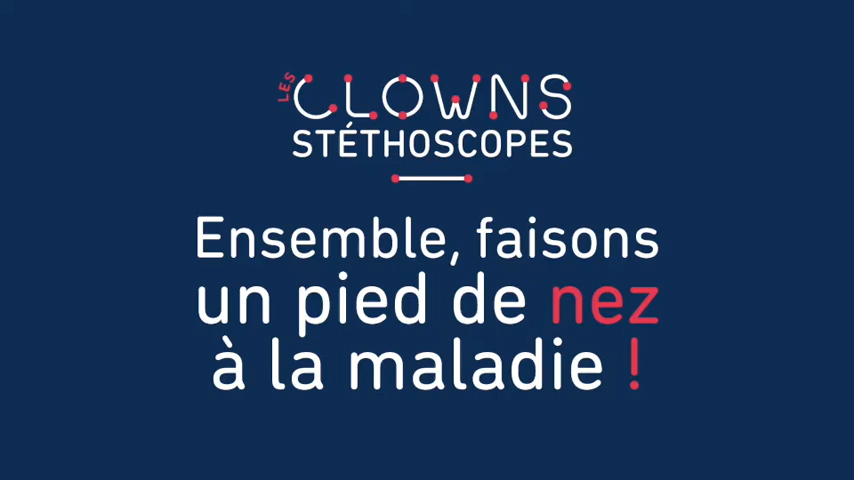 LES
CLOWNS
STÉTHOSCOPES
Ensemble, faisons
un pied de nez
à la maladie !